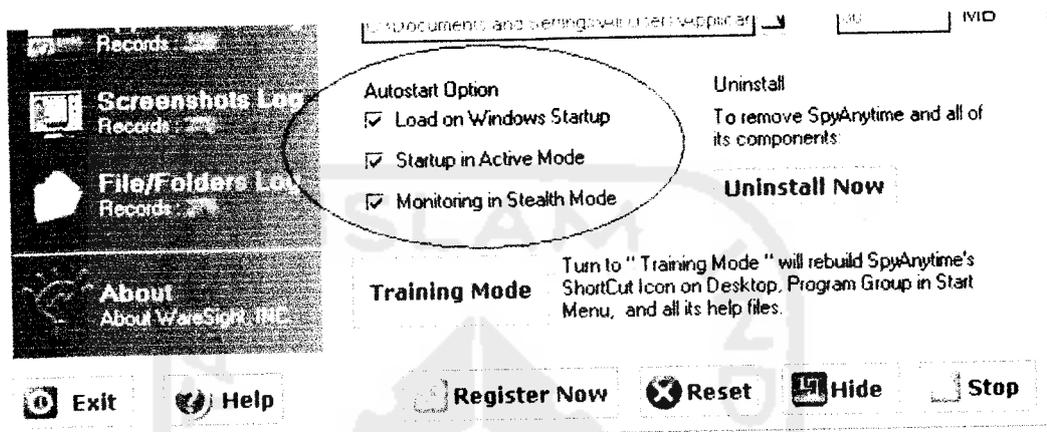 MB
Records:
Screenshots Log
Records:
File/Folders Log
Records:
About
About WareSight, INC
Autostart Option
Load on Windows Startup
Startup in Active Mode
Monitoring in Stealth Mode
Uninstall
To remove SpyAnytime and all of
its components:
Uninstall Now
Training Mode
Turn to " Training Mode " will rebuild SpyAnytime's
ShortCut Icon on Desktop, Program Group in Start
Menu, and all its help files.
Exit
Help
Register Now
Reset
Hide
Stop
ISLAM